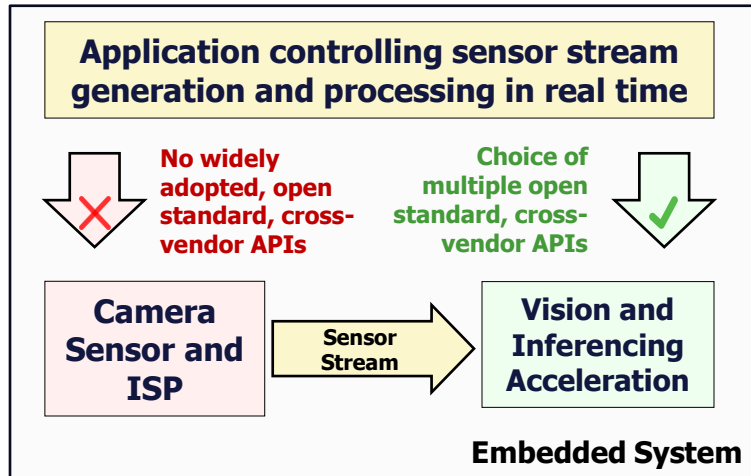 Application controlling sensor stream
generation and processing in real time
No widely
adopted, open
standard, cross-
vendor APIs
Choice of
multiple open
standard, cross-
vendor APIs
Camera
Sensor and
ISP
Sensor
Stream
Vision and
Inferencing
Acceleration
Embedded System